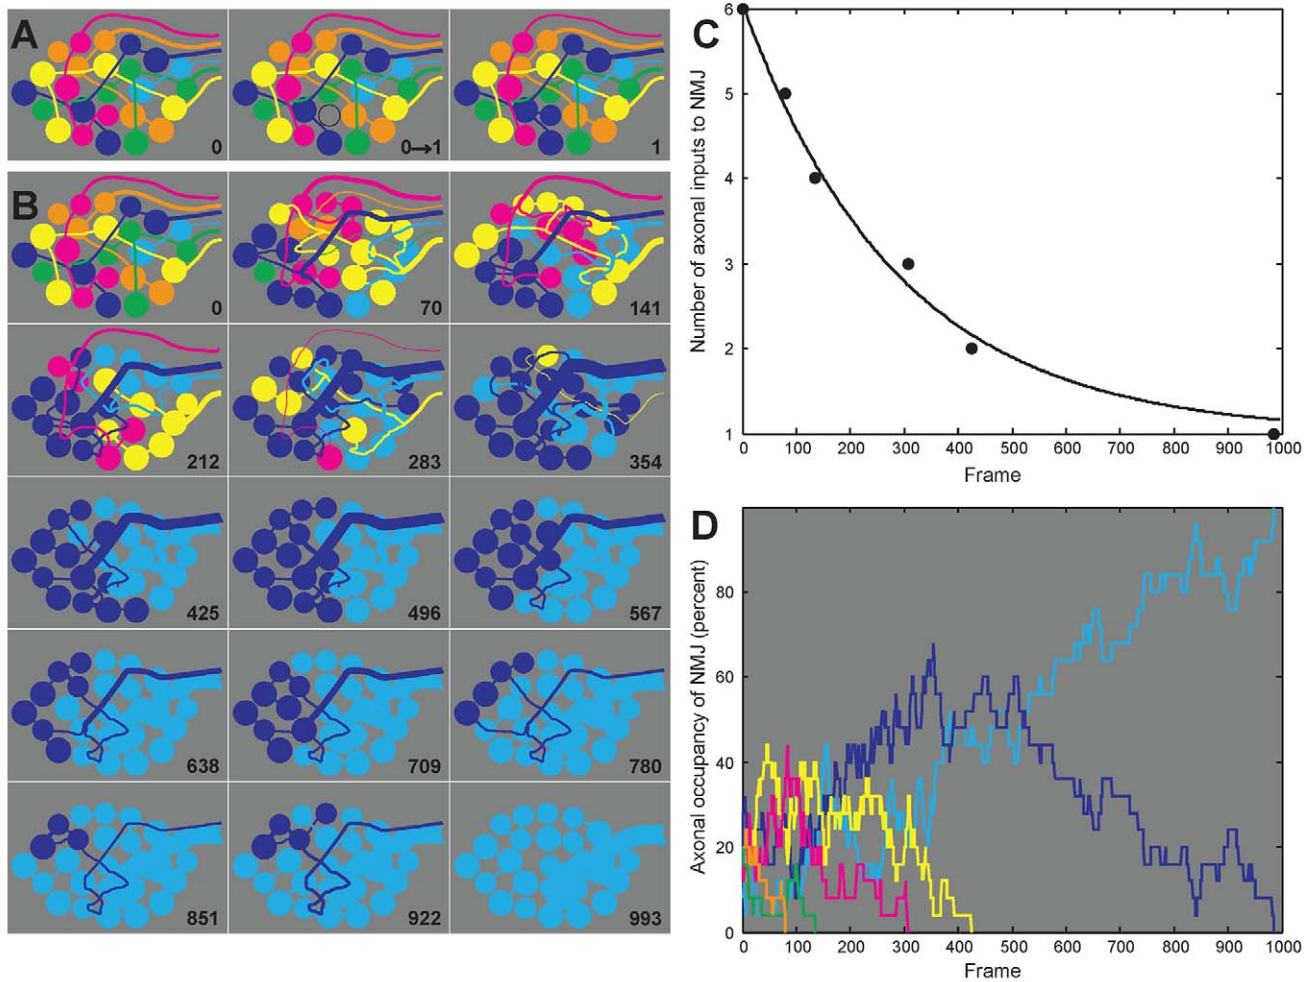 A
0
0→1
1
B
0
70
141
212
283
354
425
496
567
638
709
780
851
922
993
C
Number of axonal inputs to NMJ
6
5
4
3
2
1
0 100 200 300 400 500 600 700 800 900 1000
Frame
D
Axonal occupancy of NMJ (percent)
80
60
40
20
0
0 100 200 300 400 500 600 700 800 900 1000
Frame